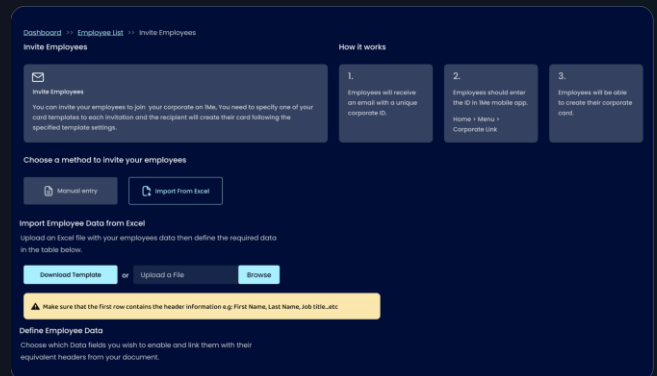 Dashboard >> Employee List >> Invite Employees
Invite Employees
How it works
Invite Employees
You can invite your employees to join your corporate on 1Me, You need to specify one of your
card templates to each invitation and the recipient will create their card following the
specified template settings.
1.
Employees will receive
an email with a unique
corporate ID.
2.
Employees should enter
the ID in 1Me mobile app.
Home > Menu >
Corporate Link
3.
Employees will be able
to create their corporate
card.
Choose a method to invite your employees
Manual entry
Import From Excel
Import Employee Data from Excel
Upload an Excel file with your employees data then define the required data
in the table below.
Download Template or Upload a File Browse
Make sure that the first row contains the header information e.g: First Name, Last Name, Job title...etc
Define Employee Data
Choose which Data fields you wish to enable and link them with their
equivalent headers from your document.